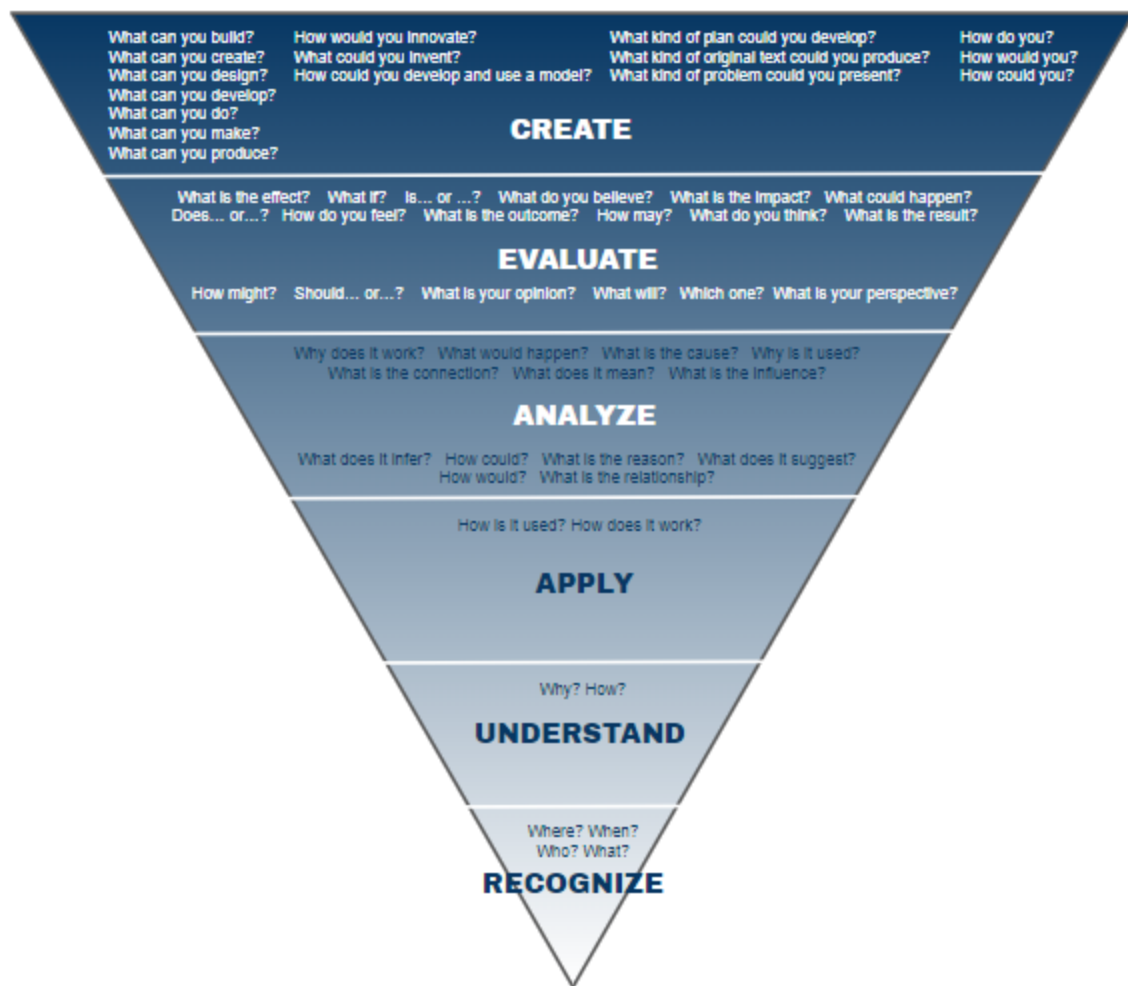 What can you build? How would you innovate? What kind of plan could you develop? How do you?
What can you create? What could you invent? What kind of original text could you produce? How would you?
What can you design? How could you develop and use a model? What kind of problem could you present? How could you?
What can you develop?
What can you do?
What can you make?
What can you produce?
CREATE
What is the effect? What if? Is... or ...? What do you believe? What is the impact? What could happen?
Does... or...? How do you feel? What is the outcome? How may? What do you think? What is the result?
EVALUATE
How might? Should... or...? What is your opinion? What will? Which one? What is your perspective?
Why does it work? What would happen? What is the cause? Why is it used?
What is the connection? What does it mean? What is the influence?
ANALYZE
What does it infer? How could? What is the reason? What does it suggest?
How would? What is the relationship?
How is it used? How does it work?
APPLY
Why? How?
UNDERSTAND
Where? When?
Who? What?
RECOGNIZE